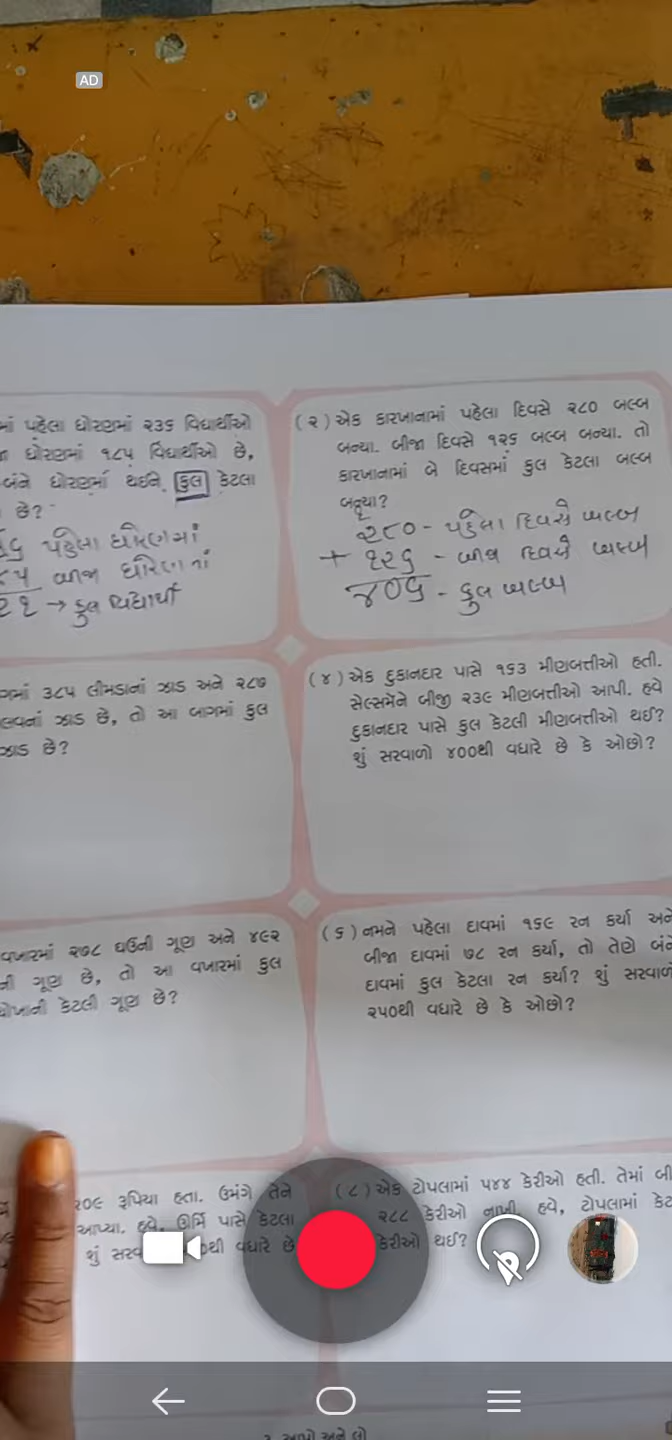 AD
માં પહેલા ધોરણમાં ૨૩૬ વિદ્યાર્થીઓ
ધોરણમાં ૧૮૫ વિદ્યાર્થીઓ છે,
બંને ધોરણમાં થઈને કુલ કેટલા
છે?
પહેલા ધોરણમાં
બીજા ધોરણનાં
૨૧ → કુલ વિદ્યાર્થી
(૨) એક કારખાનામાં પહેલા દિવસે ૨૮૦ બલ્બ
બન્યા. બીજા દિવસે ૧૨૬ બલ્બ બન્યા. તો
કારખાનામાં બે દિવસમાં કુલ કેટલા બલ્બ
બન્યા?
૨૮૦ - પહેલા દિવસે બલ્બ
+ ૧૨૬ - બીજા દિવસે બલ્બ
૪૦૬ - કુલ બલ્બ
૩૮૫ લીમડાનાં ઝાડ અને ૨૮૭
ઝાડ છે, તો આ બાગમાં કુલ
ઝાડ છે?
(૪) એક દુકાનદાર પાસે ૧૬૩ મીણબત્તીઓ હતી.
સેલ્સમેને બીજી ૨૩૯ મીણબત્તીઓ આપી. હવે
દુકાનદાર પાસે કુલ કેટલી મીણબત્તીઓ થઈ?
શું સરવાળો ૪૦૦થી વધારે છે કે ઓછો?
વખારમાં ૨૭૮ ઘઉંની ગૂણ અને ૪૯૨
ગૂણ છે, તો આ વખારમાં કુલ
કેટલી ગૂણ છે?
(૬) નમને પહેલા દાવમાં ૧૬૯ રન કર્યા અને
બીજા દાવમાં ૭૮ રન કર્યા, તો તેણે બંને
દાવમાં કુલ કેટલા રન કર્યા? શું સરવાળો
૨૫૦થી વધારે છે કે ઓછો?
૨૦૯ રૂપિયા હતા. ઉમંગે તેને
આપ્યા. હવે, ઊર્મિ પાસે કેટલા
શું વધારે છે
(૮) એક ટોપલામાં ૫૪૪ કેરીઓ હતી. તેમાં
૨૮૮ કેરીઓ નાખી. હવે, ટોપલામાં
કેરીઓ થઈ?